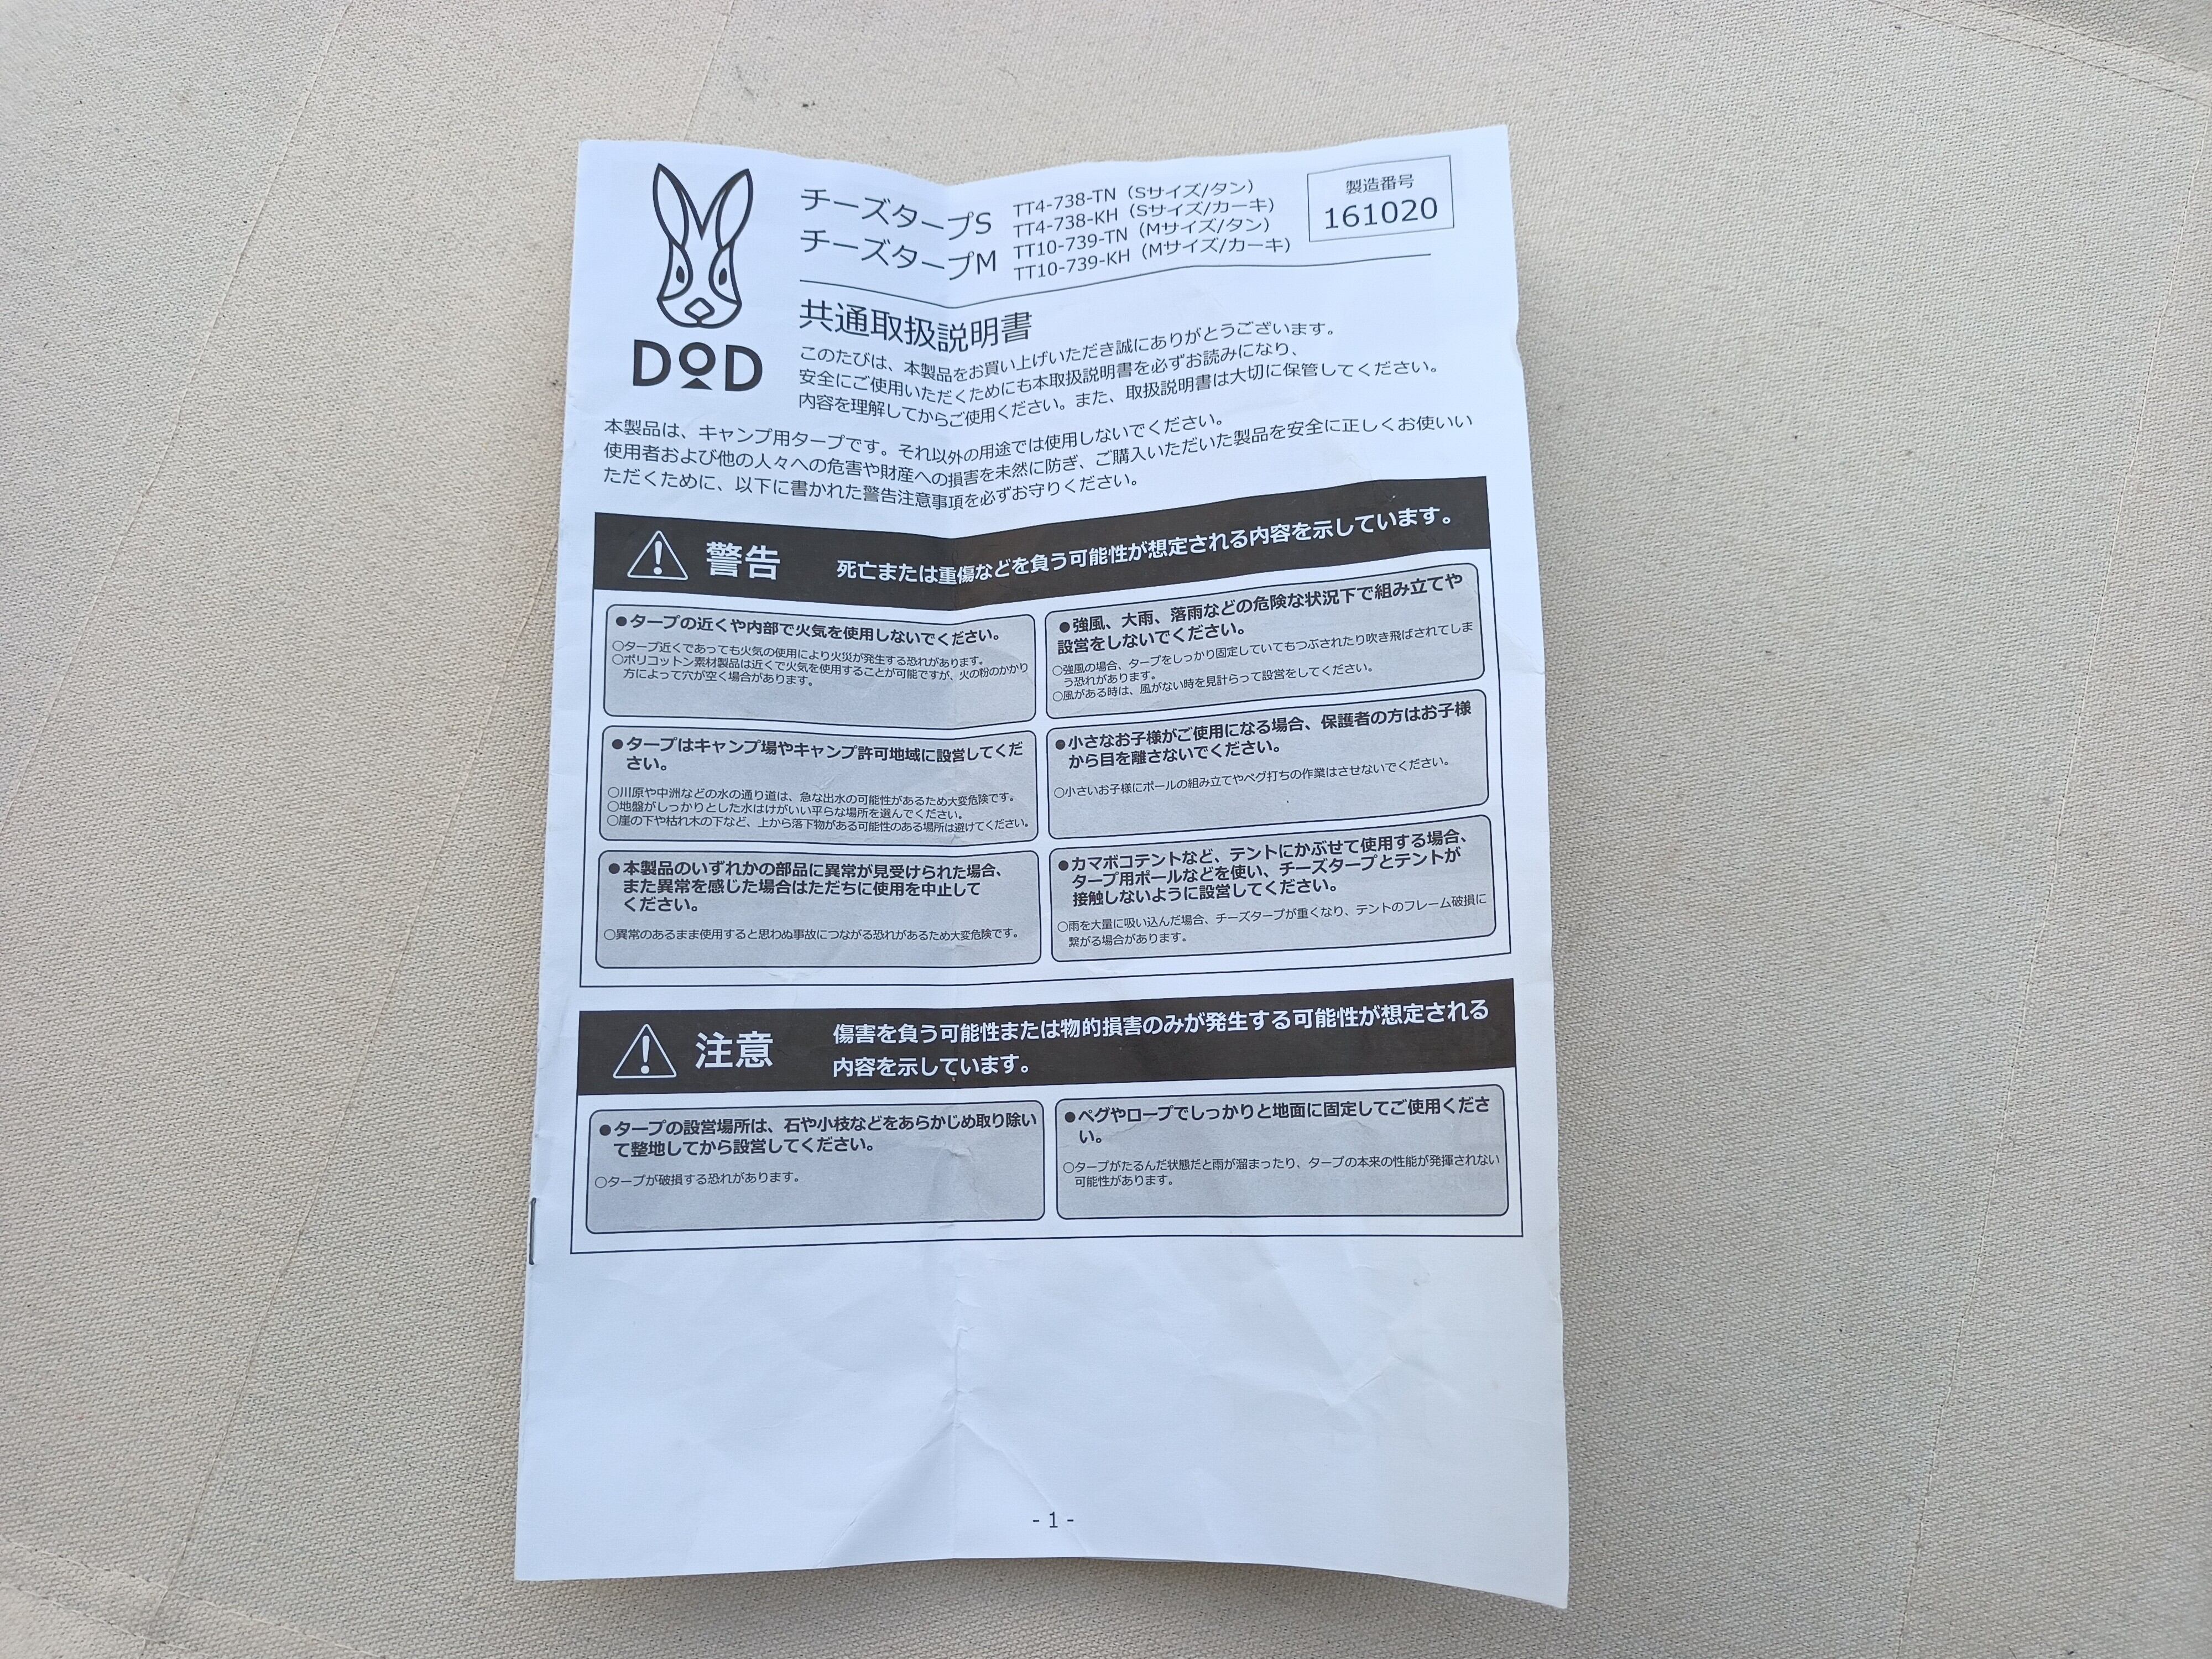 DOD
チーズタープS
チーズタープM
TT4-738-TN（Sサイズ/タン）
TT4-738-KH（Sサイズ/カーキ）
TT10-739-TN（Mサイズ/タン）
TT10-739-KH（Mサイズ/カーキ）
製造番号
161020
共通取扱説明書
このたびは、本製品をお買い上げいただき誠にありがとうございます。
安全にご使用いただくためにも本取扱説明書を必ずお読みになり、
内容を理解してからご使用ください。また、取扱説明書は大切に保管してください。
本製品は、キャンプ用タープです。それ以外の用途では使用しないでください。
使用者および他の人々への危害や財産への損害を未然に防ぎ、ご購入いただいた製品を安全に正しくお使いい
ただくために、以下に書かれた警告注意事項を必ずお守りください。
警告
死亡または重傷などを負う可能性が想定される内容を示しています。
●タープの近くや内部で火気を使用しないでください。
○タープ近くであっても火気の使用により火災が発生する恐れがあります。
○ポリコットン素材製品は近くで火気を使用することが可能ですが、火の粉のかかり
方によって穴が空く場合があります。
●強風、大雨、落雨などの危険な状況下で組み立てや
設営をしないでください。
○強風の場合、タープをしっかり固定していてもつぶされたり吹き飛ばされてしま
う恐れがあります。
○風がある時は、風がない時を見計らって設営をしてください。
●タープはキャンプ場やキャンプ許可地域に設営してくだ
さい。
○川原や中洲などの水の通り道は、急な出水の可能性があるため大変危険です。
○地盤がしっかりとした水はけがいい平らな場所を選んでください。
○崖の下や枯れ木の下など、上から落下物がある可能性のある場所は避けてください。
●小さなお子様がご使用になる場合、保護者の方はお子様
から目を離さないでください。
○小さいお子様にポールの組み立てやペグ打ちの作業はさせないでください。
●本製品のいずれかの部品に異常が見受けられた場合、
また異常を感じた場合はただちに使用を中止して
ください。
○異常のあるまま使用すると思わぬ事故につながる恐れがあるため大変危険です。
●カマボコテントなど、テントにかぶせて使用する場合、
タープ用ポールなどを使い、チーズタープとテントが
接触しないように設営してください。
○雨を大量に吸い込んだ場合、チーズタープが重くなり、テントのフレーム破損に
繋がる場合があります。
注意
傷害を負う可能性または物的損害のみが発生する可能性が想定される
内容を示しています。
●タープの設営場所は、石や小枝などをあらかじめ取り除い
て整地してから設営してください。
○タープが破損する恐れがあります。
●ペグやロープでしっかりと地面に固定してご使用くださ
い。
○タープがたるんだ状態だと雨が溜まったり、タープの本来の性能が発揮されない
可能性があります。
- 1 -